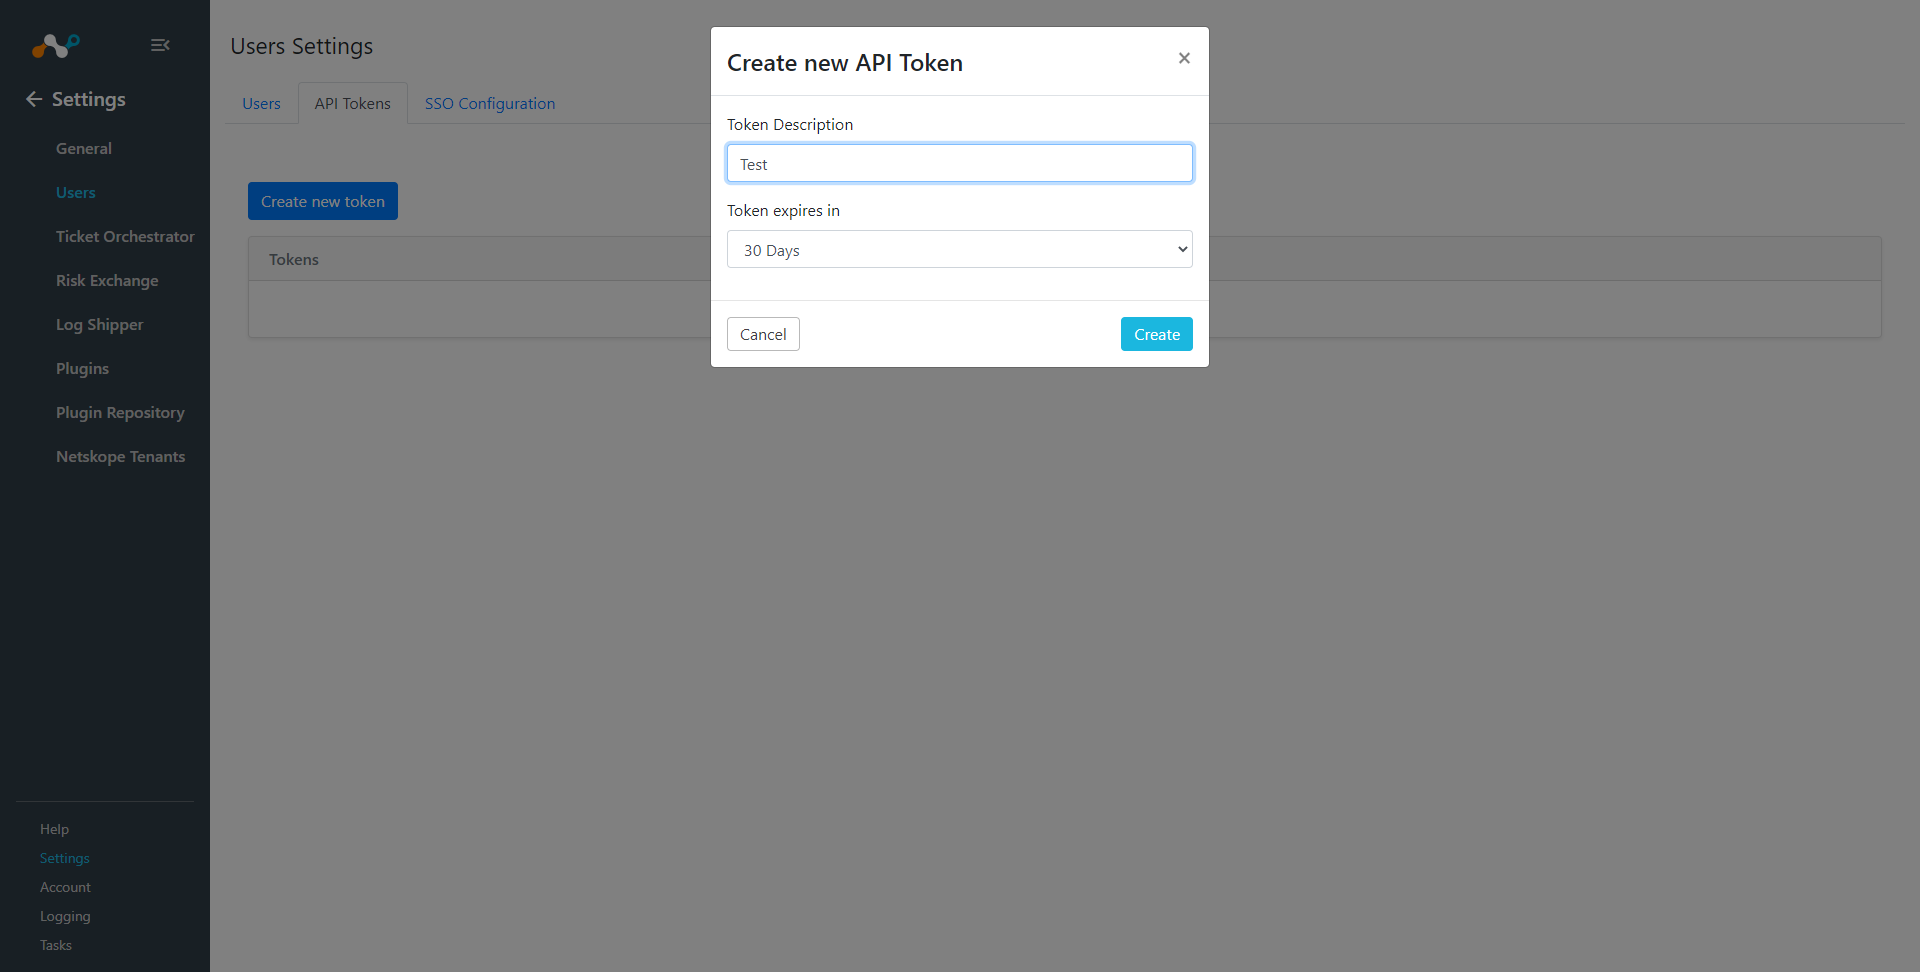 Settings
General
Users
Ticket Orchestrator
Risk Exchange
Log Shipper
Plugins
Plugin Repository
Netskope Tenants
Help
Settings
Account
Logging
Tasks
Users Settings
Users
API Tokens
SSO Configuration
Create new token
Tokens
Create new API Token
×
Token Description
Test
Token expires in
30 Days
Cancel
Create